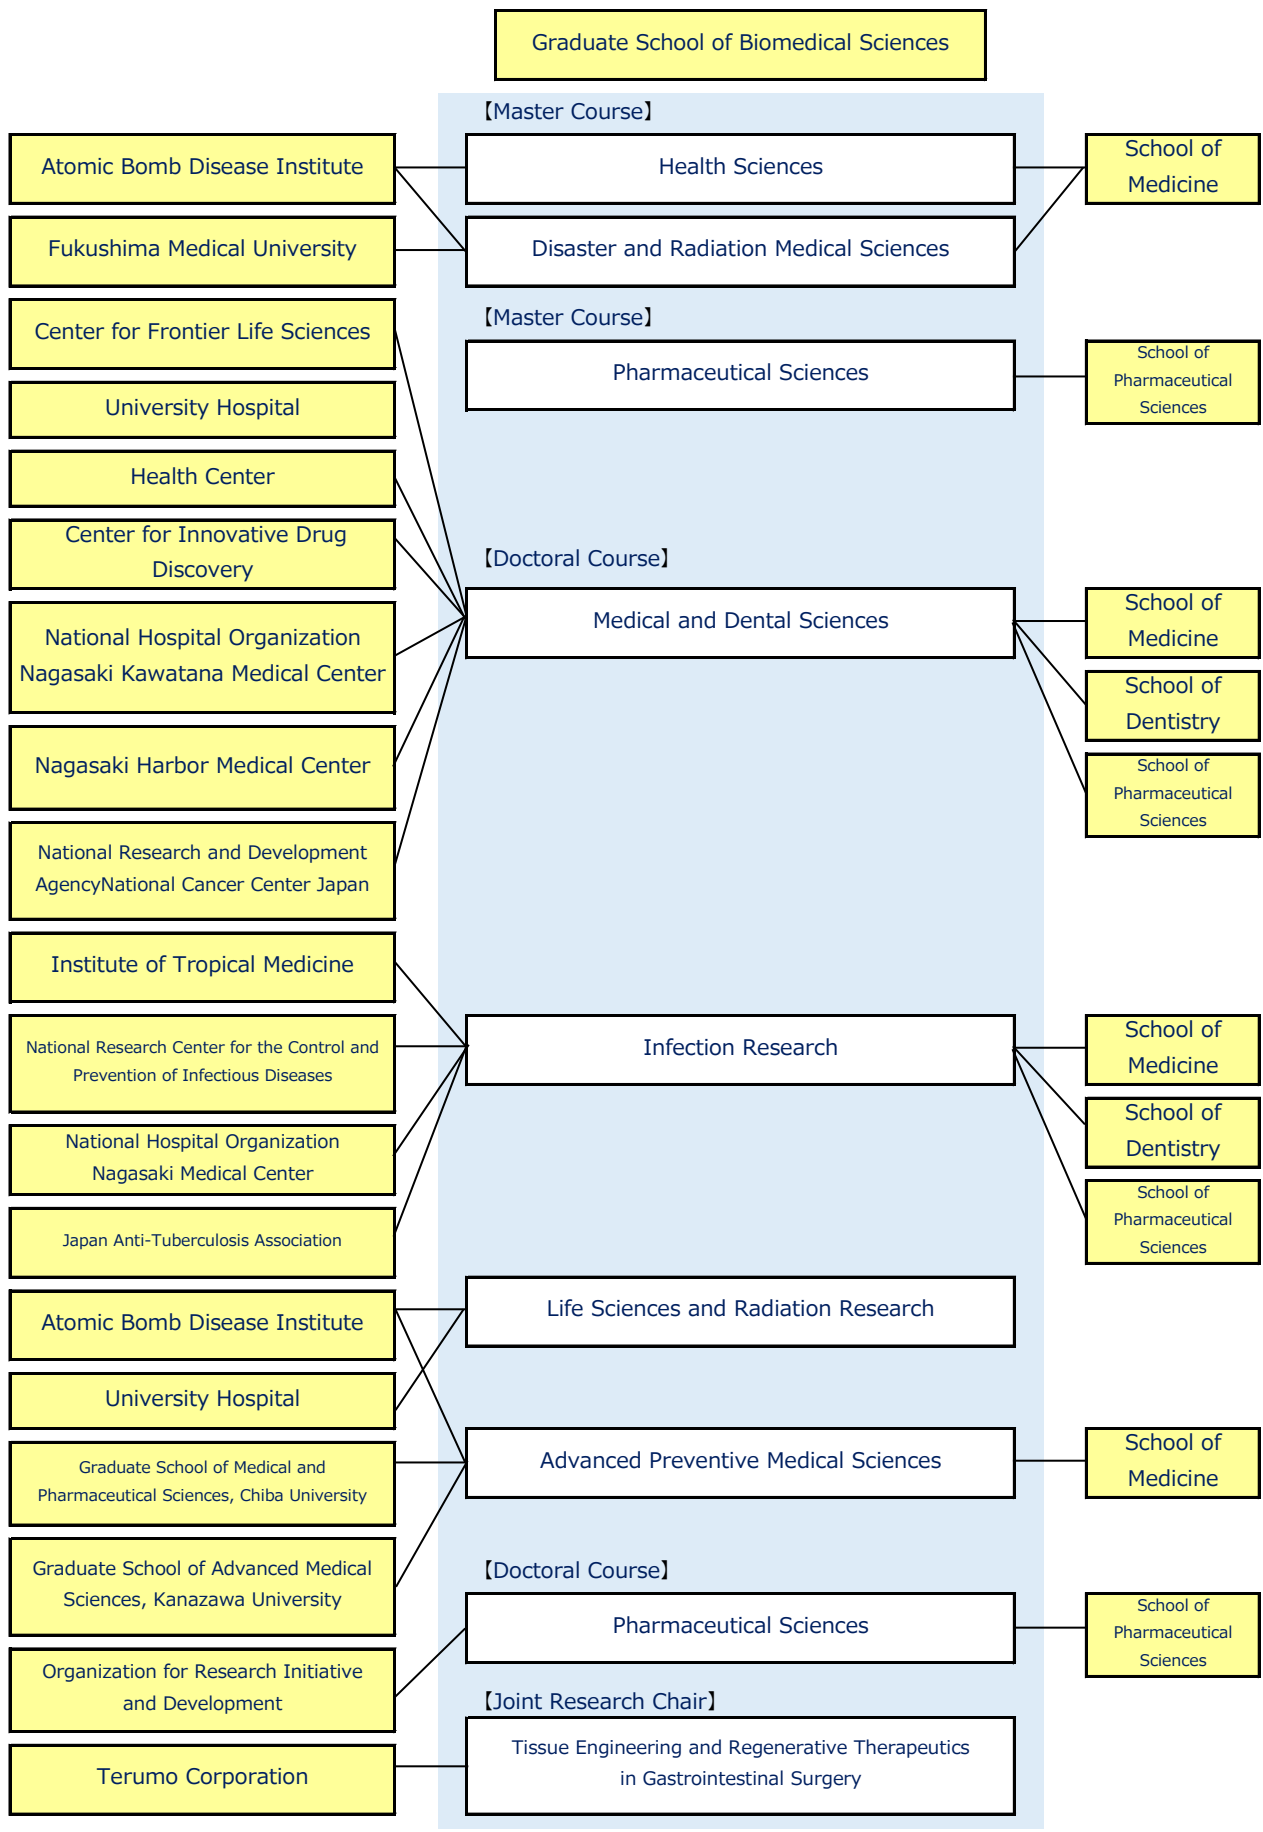 Graduate School of Biomedical Sciences
【Master Course】
Atomic Bomb Disease Institute
Health Sciences
School of
Medicine
Fukushima Medical University
Disaster and Radiation Medical Sciences
Center for Frontier Life Sciences
【Master Course】
Pharmaceutical Sciences
School of
Pharmaceutical
Sciences
University Hospital
Health Center
Center for Innovative Drug
Discovery
【Doctoral Course】
National Hospital Organization
Nagasaki Kawatana Medical Center
Medical and Dental Sciences
School of
Medicine
School of
Dentistry
Nagasaki Harbor Medical Center
School of
Pharmaceutical
Sciences
National Research and Development
AgencyNational Cancer Center Japan
Institute of Tropical Medicine
National Research Center for the Control and
Prevention of Infectious Diseases
Infection Research
School of
Medicine
National Hospital Organization
Nagasaki Medical Center
School of
Dentistry
Japan Anti-Tuberculosis Association
School of
Pharmaceutical
Sciences
Atomic Bomb Disease Institute
Life Sciences and Radiation Research
University Hospital
Graduate School of Medical and
Pharmaceutical Sciences, Chiba University
Advanced Preventive Medical Sciences
School of
Medicine
Graduate School of Advanced Medical
Sciences, Kanazawa University
【Doctoral Course】
Pharmaceutical Sciences
School of
Pharmaceutical
Sciences
Organization for Research Initiative
and Development
【Joint Research Chair】
Terumo Corporation
Tissue Engineering and Regenerative Therapeutics
in Gastrointestinal Surgery